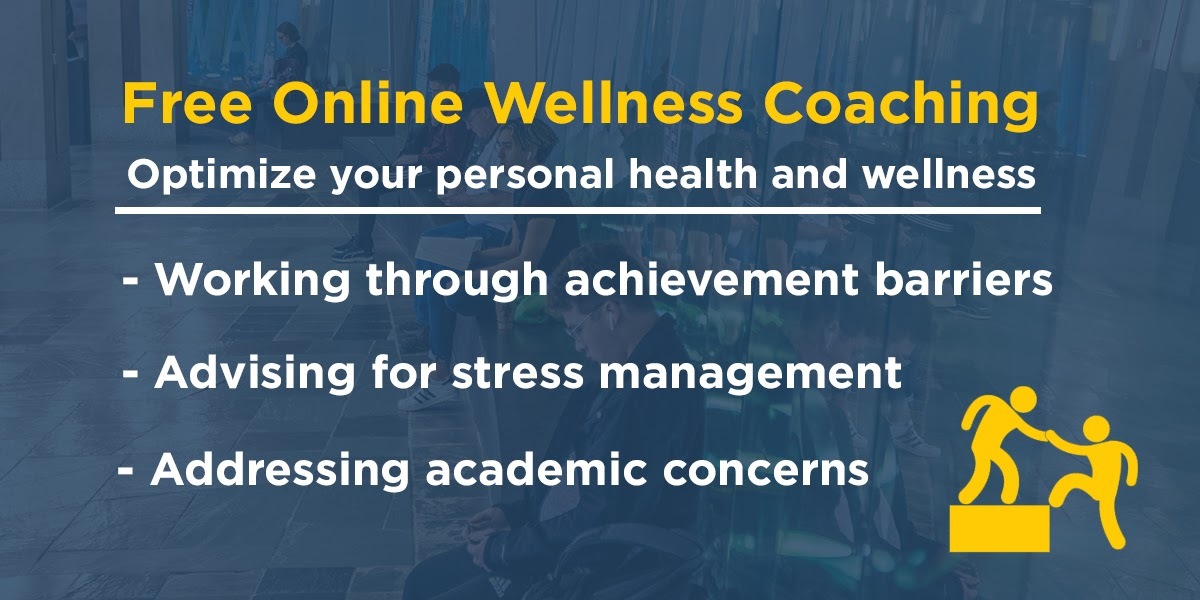 Free Online Wellness Coaching
Optimize your personal health and wellness
- Working through achievement barriers
- Advising for stress management
- Addressing academic concerns